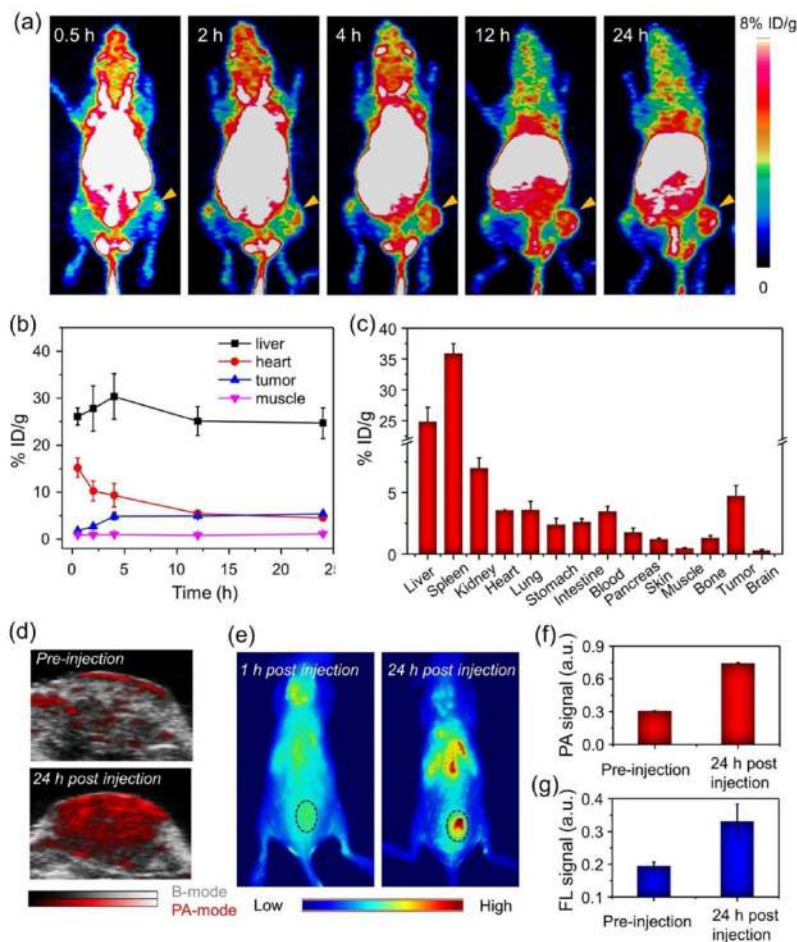 (a)
0.5 h
2 h
4 h
12 h
24 h
8% ID/g
0
(b)
% ID/g
40
30
20
10
0
liver
heart
tumor
muscle
0
5
10
15
20
25
Time (h)
(c)
% ID/g
40
35
30
25
5
0
Liver
Spleen
Kidney
Heart
Lung
Stomach
Intestine
Blood
Pancreas
Skin
Muscle
Bone
Tumor
Brain
(d)
Pre-injection
24 h post injection
B-mode
PA-mode
(e)
1 h post injection
24 h post injection
Low
High
(f)
PA signal (a.u.)
0.9
0.6
0.3
0.0
Pre-injection
24 h post
injection
(g)
FL signal (a.u.)
0.4
0.3
0.2
0.1
Pre-injection
24 h post
injection